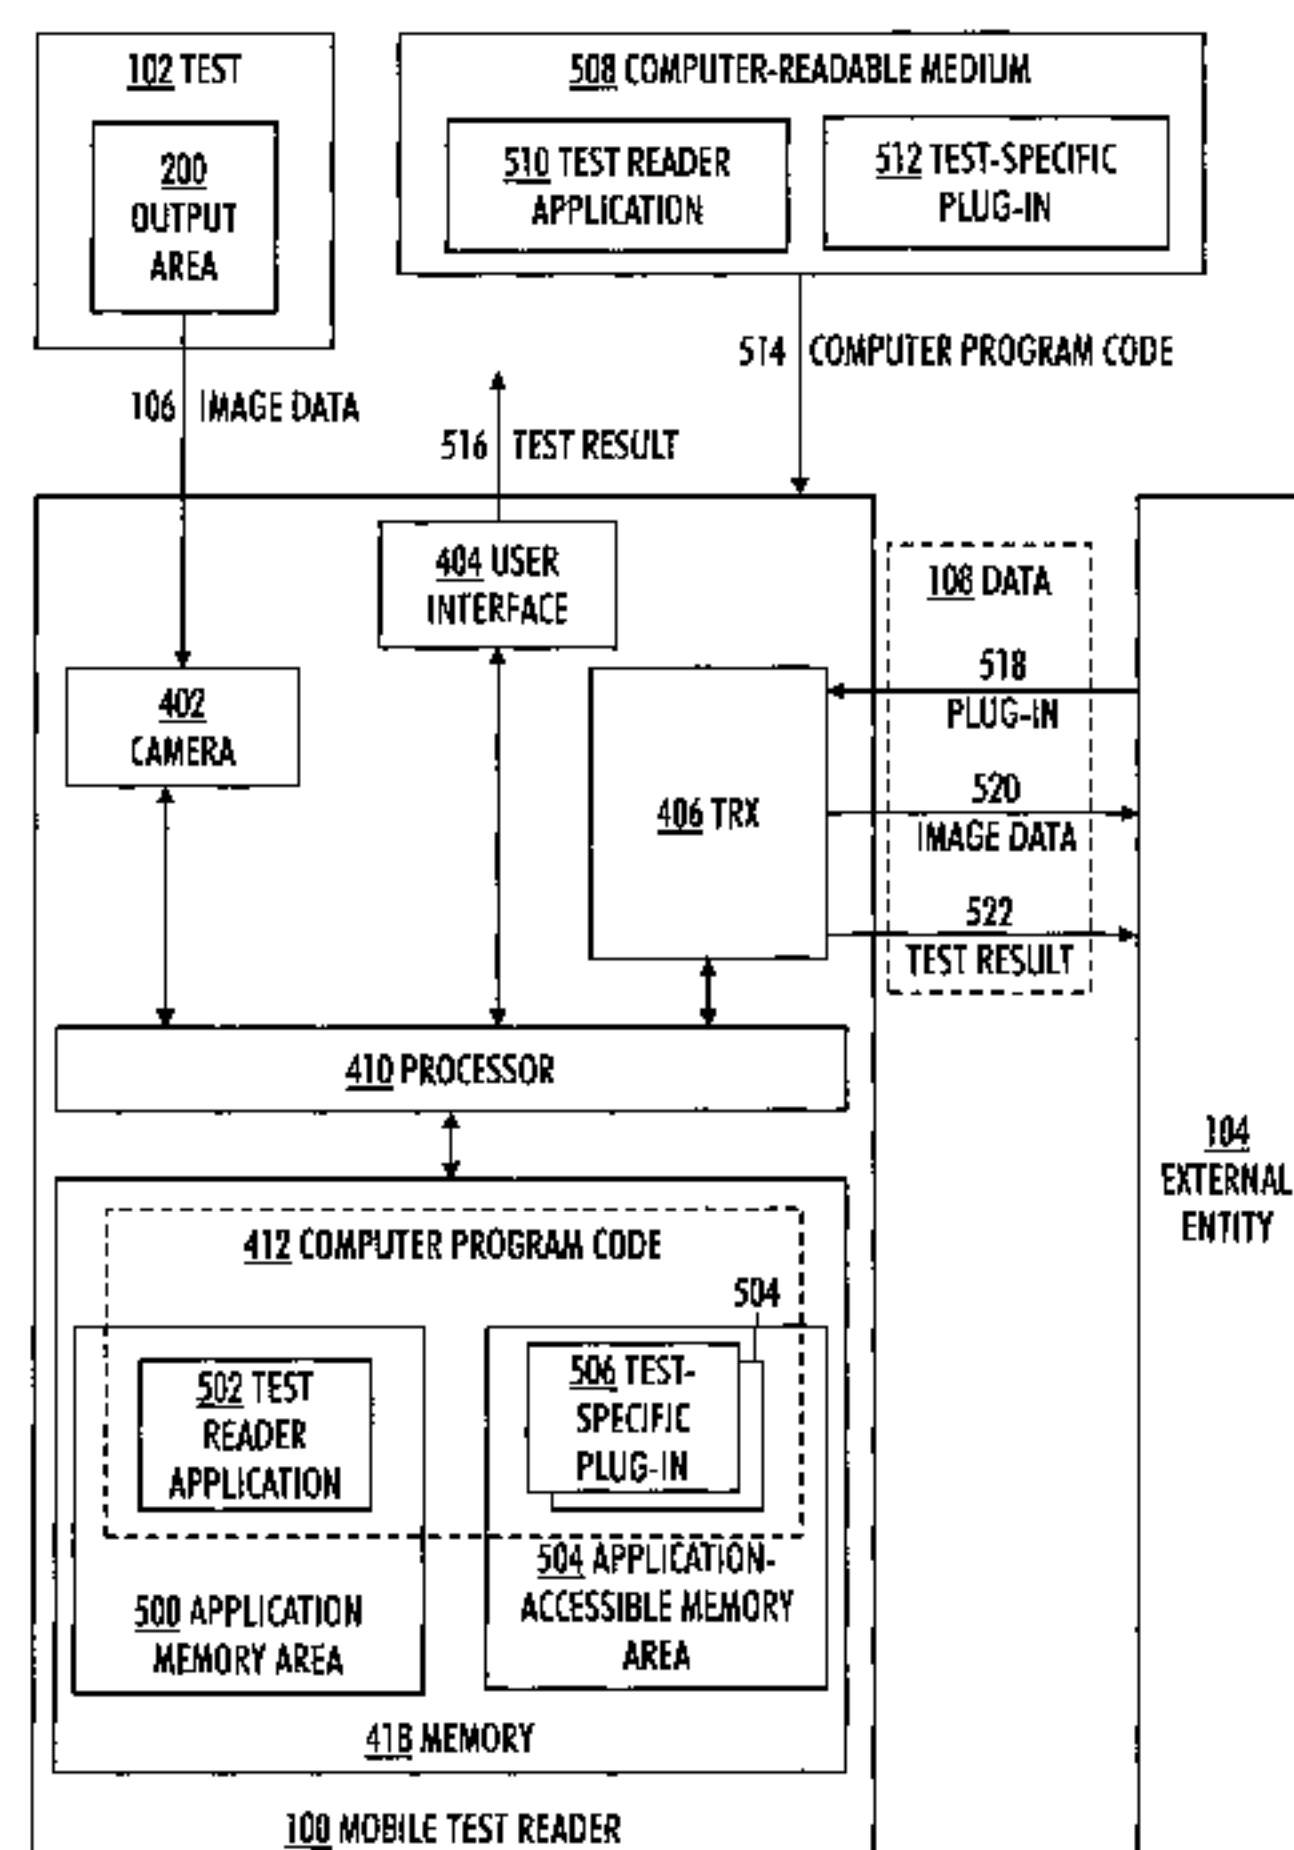 102 TEST
200
OUTPUT
AREA
508 COMPUTER-READABLE MEDIUM
510 TEST READER
APPLICATION
512 TEST-SPECIFIC
PLUG-IN
514 COMPUTER PROGRAM CODE
106 IMAGE DATA
516 TEST RESULT
404 USER
INTERFACE
108 DATA
518
PLUG-IN
402
CAMERA
406 TRX
520
IMAGE DATA
522
TEST RESULT
410 PROCESSOR
104
EXTERNAL
ENTITY
412 COMPUTER PROGRAM CODE
504
502 TEST
READER
APPLICATION
506 TEST-
SPECIFIC
PLUG-IN
500 APPLICATION
MEMORY AREA
504 APPLICATION-
ACCESSIBLE MEMORY
AREA
418 MEMORY
100 MOBILE TEST READER